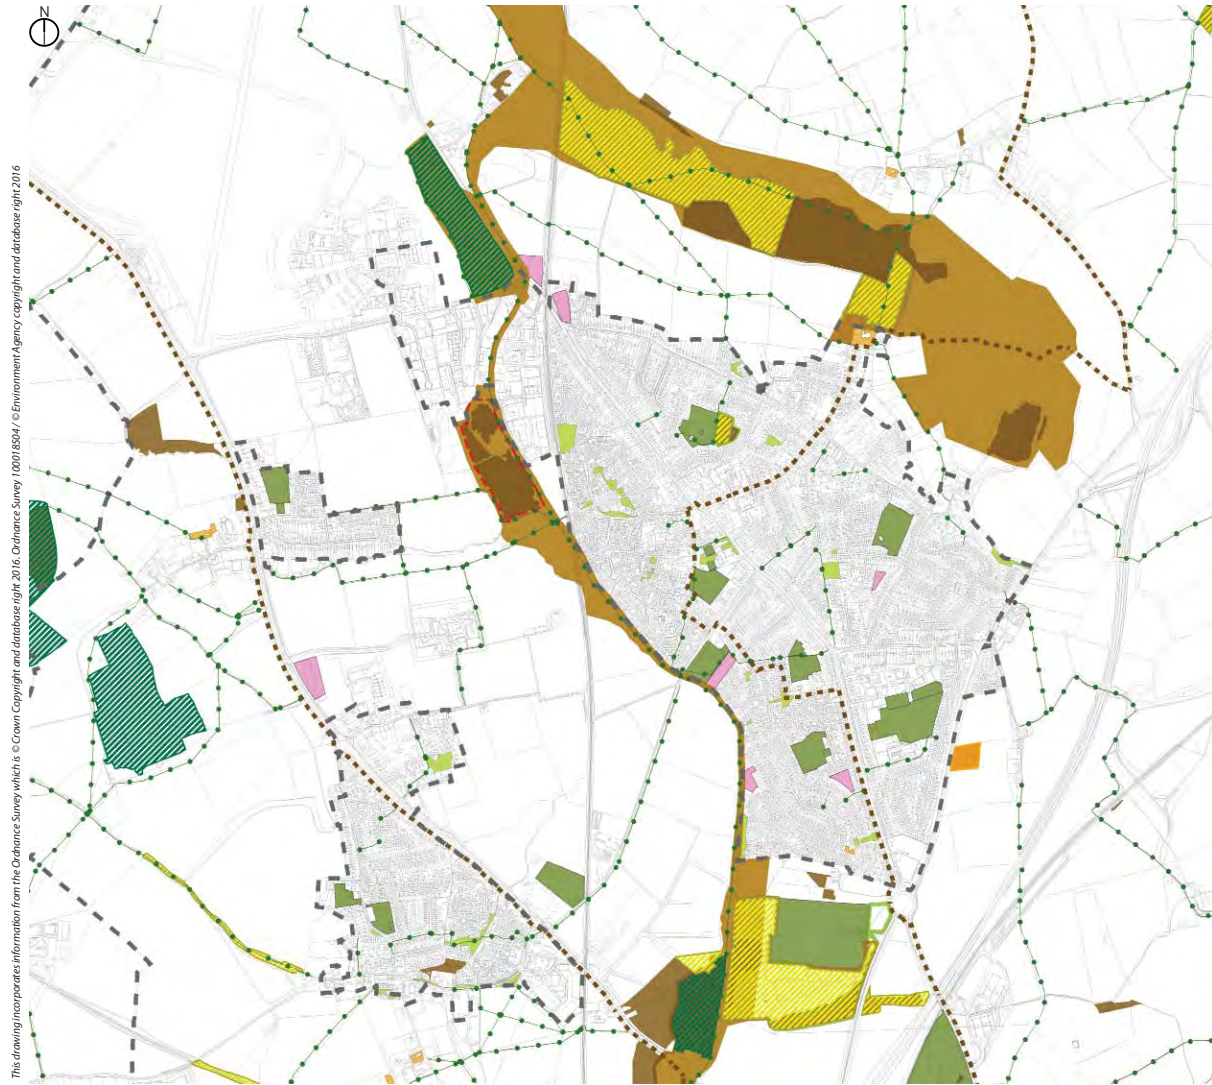 N
This drawing incorporates information from the Ordnance Survey which is © Crown Copyright and database right 2016. Ordnance Survey 100018504 / © Environment Agency copyright and database right 2016